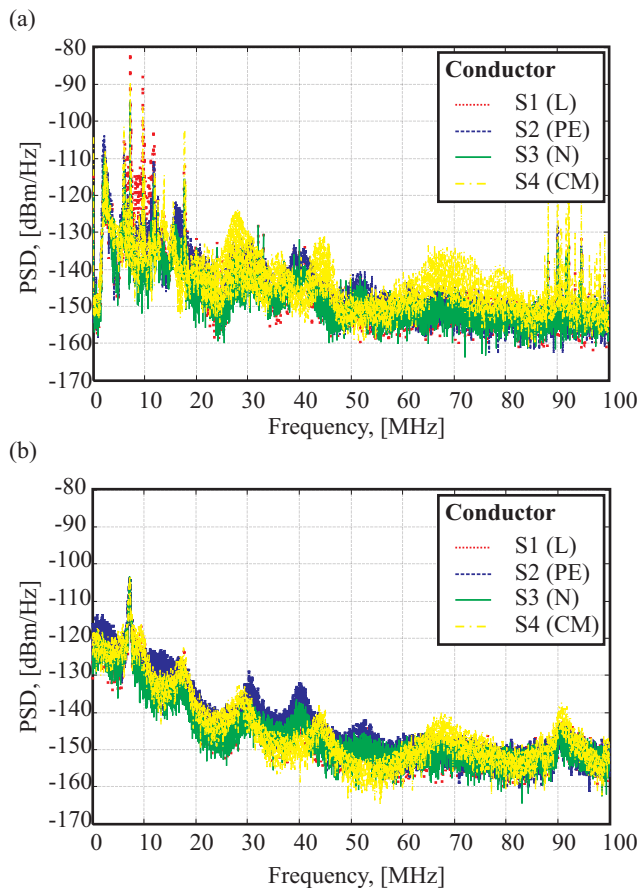 (a)
-80
-90
-100
-110
-120
-130
-140
-150
-160
-170
PSD, [dBm/Hz]
Conductor
S1 (L)
S2 (PE)
S3 (N)
S4 (CM)
0 10 20 30 40 50 60 70 80 90 100
Frequency, [MHz]
(b)
-80
-90
-100
-110
-120
-130
-140
-150
-160
-170
PSD, [dBm/Hz]
Conductor
S1 (L)
S2 (PE)
S3 (N)
S4 (CM)
0 10 20 30 40 50 60 70 80 90 100
Frequency, [MHz]